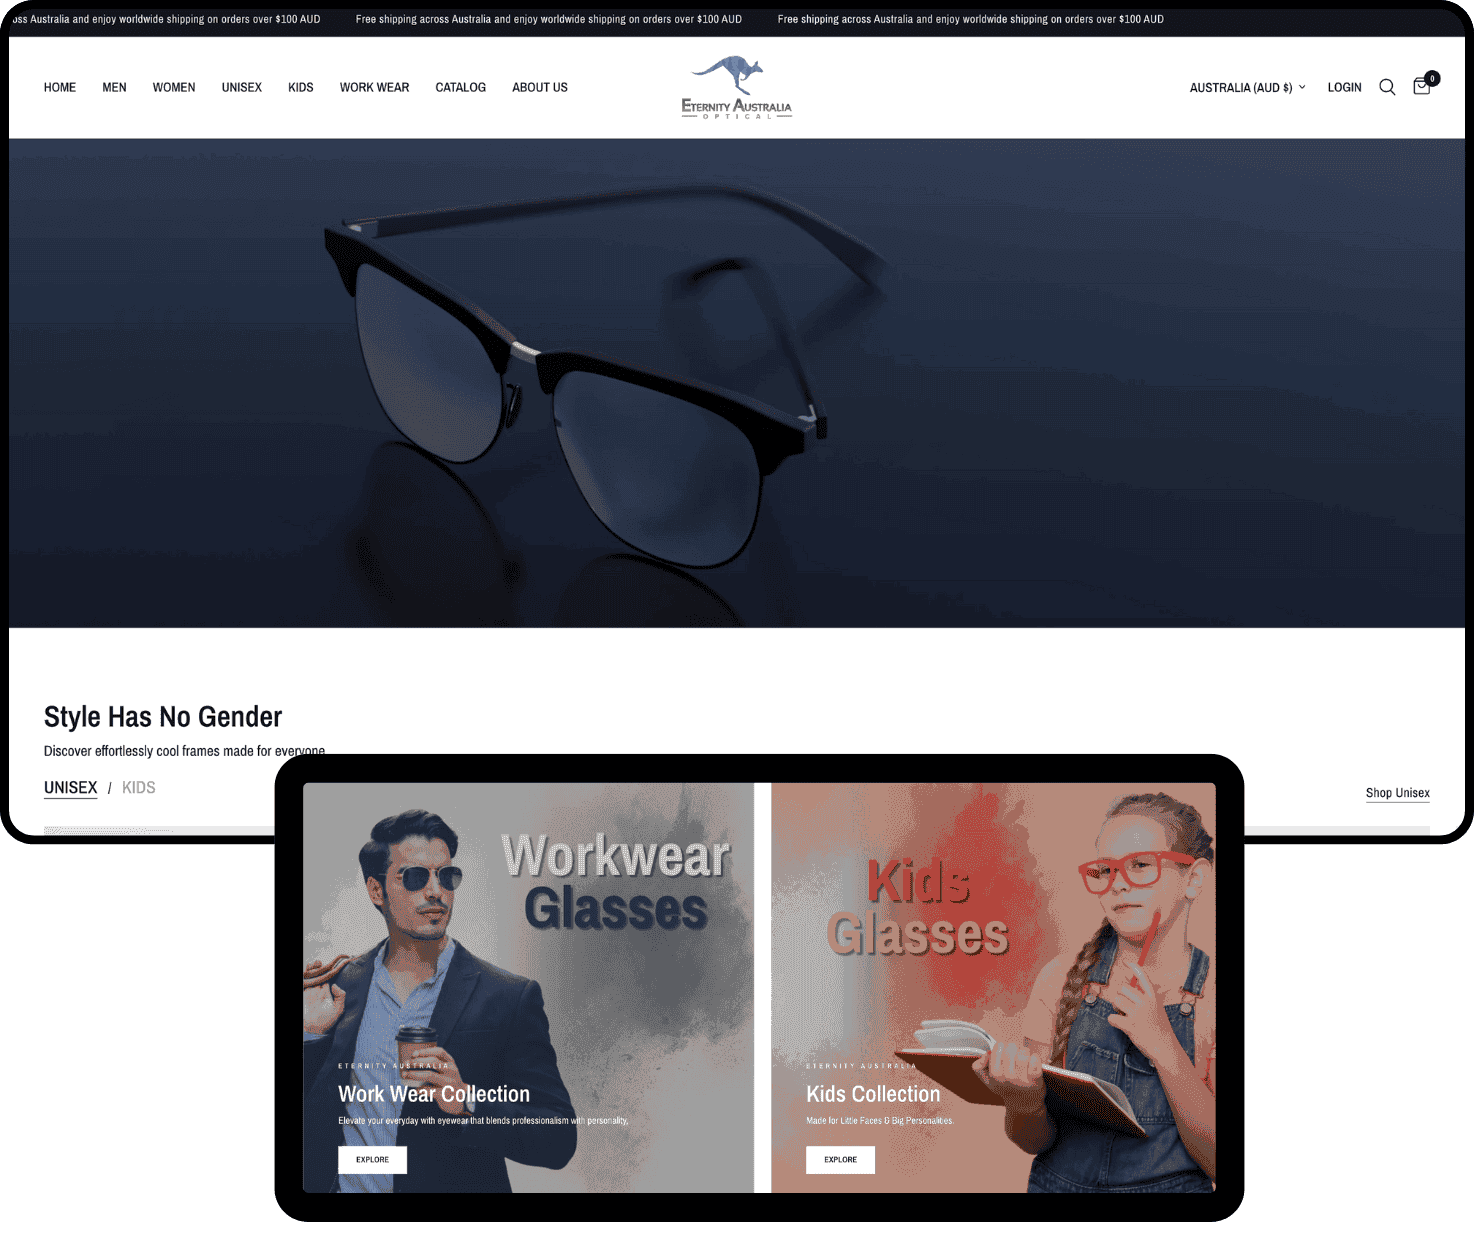 Australia and enjoy worldwide shipping on orders over $100 AUD Free shipping across Australia and enjoy worldwide shipping on orders over $100 AUD Free shipping across Australia and enjoy worldwide shipping on orders over $100 AUD
HOME MEN WOMEN UNISEX KIDS WORK WEAR CATALOG ABOUT US
ETERNITY AUSTRALIA
OPTICAL
AUSTRALIA (AUD $) LOGIN 0
Style Has No Gender
Discover effortlessly cool frames made for everyone
UNISEX / KIDS
Shop Unisex
Workwear
Glasses
ETERNITY AUSTRALIA
Work Wear Collection
Elevate your everyday with eyewear that blends professionalism with personality,
EXPLORE
Kids
Glasses
ETERNITY AUSTRALIA
Kids Collection
Made for Little Faces & Big Personalities.
EXPLORE